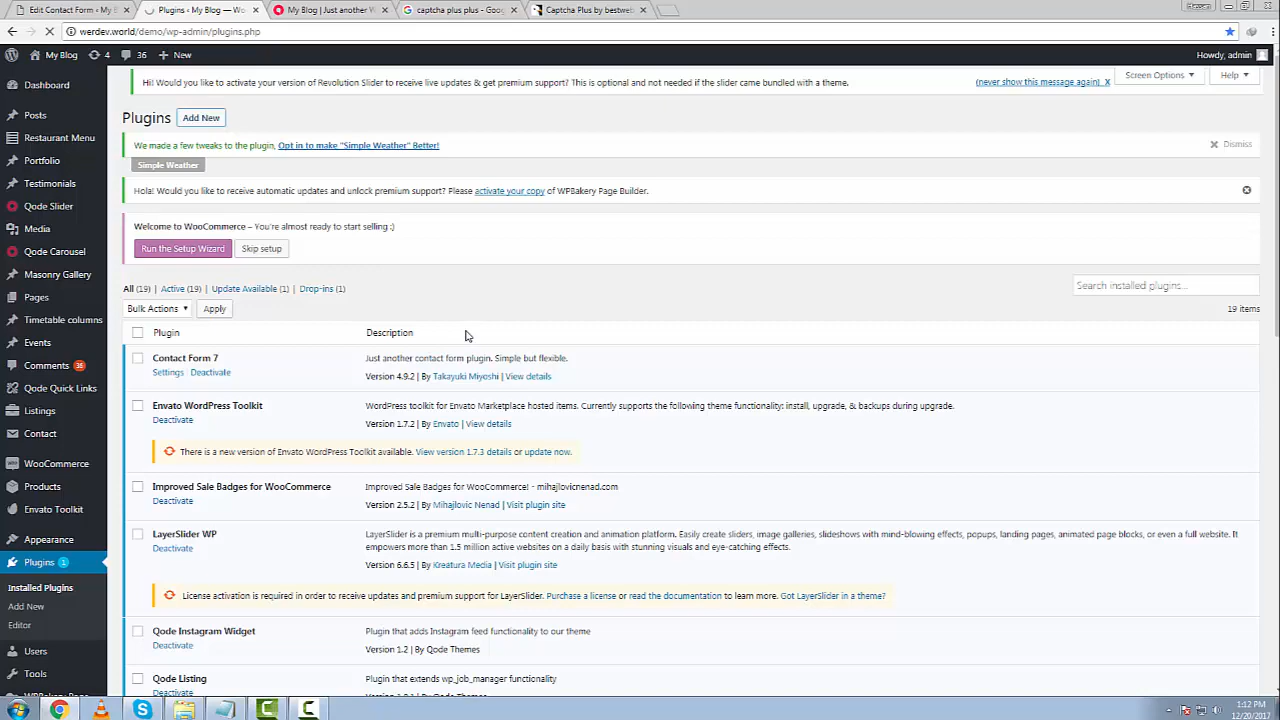 Edit Contact Form ‹ My B
Plugins ‹ My Blog — Wo
My Blog | Just another W
captcha plus plus - Goog
Captcha Plus by bestweb
werdev.world/demo/wp-admin/plugins.php
My Blog
4
36
+ New
Howdy, admin
Hi! Would you like to activate your version of Revolution Slider to receive live updates & get premium support? This is optional and not needed if the slider came bundled with a theme.
(never show this message again) X
Screen Options
Help
Plugins Add New
We made a few tweaks to the plugin, Opt in to make "Simple Weather" Better!
Dismiss
Simple Weather
Hola! Would you like to receive automatic updates and unlock premium support? Please activate your copy of WPBakery Page Builder.
Welcome to WooCommerce – You're almost ready to start selling :)
Run the Setup Wizard
Skip setup
All (19) | Active (19) | Update Available (1) | Drop-ins (1)
Search installed plugins...
Bulk Actions
Apply
19 items
Plugin
Description
Contact Form 7
Just another contact form plugin. Simple but flexible.
Settings Deactivate
Version 4.9.2 | By Takayuki Miyoshi | View details
Envato WordPress Toolkit
WordPress toolkit for Envato Marketplace hosted items. Currently supports the following theme functionality: install, upgrade, & backups during upgrade.
Deactivate
Version 1.7.2 | By Envato | View details
There is a new version of Envato WordPress Toolkit available. View version 1.7.3 details or update now.
Improved Sale Badges for WooCommerce
Improved Sale Badges for WooCommerce! - mihajlovicnenad.com
Deactivate
Version 2.5.2 | By Mihajlovic Nenad | Visit plugin site
LayerSlider WP
LayerSlider is a premium multi-purpose content creation and animation platform. Easily create sliders, image galleries, slideshows with mind-blowing effects, popups, landing pages, animated page blocks, or even a full website. It
empowers more than 1.5 million active websites on a daily basis with stunning visuals and eye-catching effects.
Deactivate
Version 6.6.5 | By Kreatura Media | Visit plugin site
License activation is required in order to receive updates and premium support for LayerSlider. Purchase a license or read the documentation to learn more. Got LayerSlider in a theme?
Qode Instagram Widget
Plugin that adds Instagram feed functionality to our theme
Deactivate
Version 1.2 | By Qode Themes
Qode Listing
Plugin that extends wp_job_manager functionality
Deactivate
Dashboard
Posts
Restaurant Menu
Portfolio
Testimonials
Qode Slider
Media
Qode Carousel
Masonry Gallery
Pages
Timetable columns
Events
Comments 36
Qode Quick Links
Listings
Contact
WooCommerce
Products
Envato Toolkit
Appearance
Plugins 1
Installed Plugins
Add New
Editor
Users
Tools
1:12 PM
12/20/2017